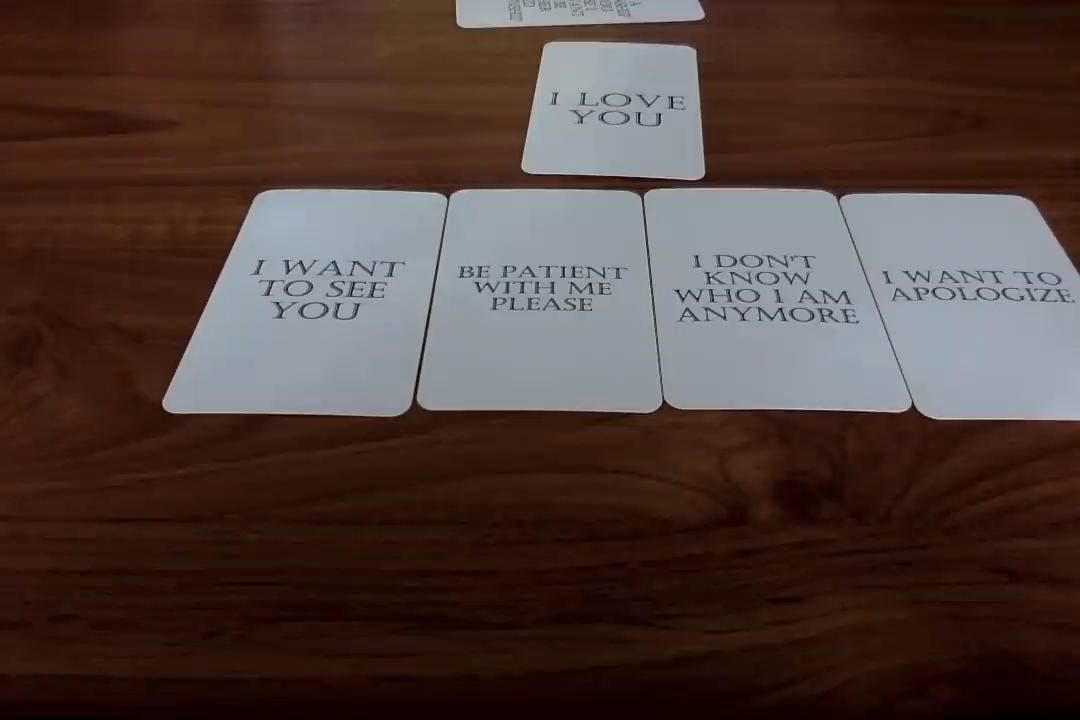 I LOVE
YOU
I WANT
TO SEE
YOU
BE PATIENT
WITH ME
PLEASE
I DON'T
KNOW
WHO I AM
ANYMORE
I WANT TO
APOLOGIZE